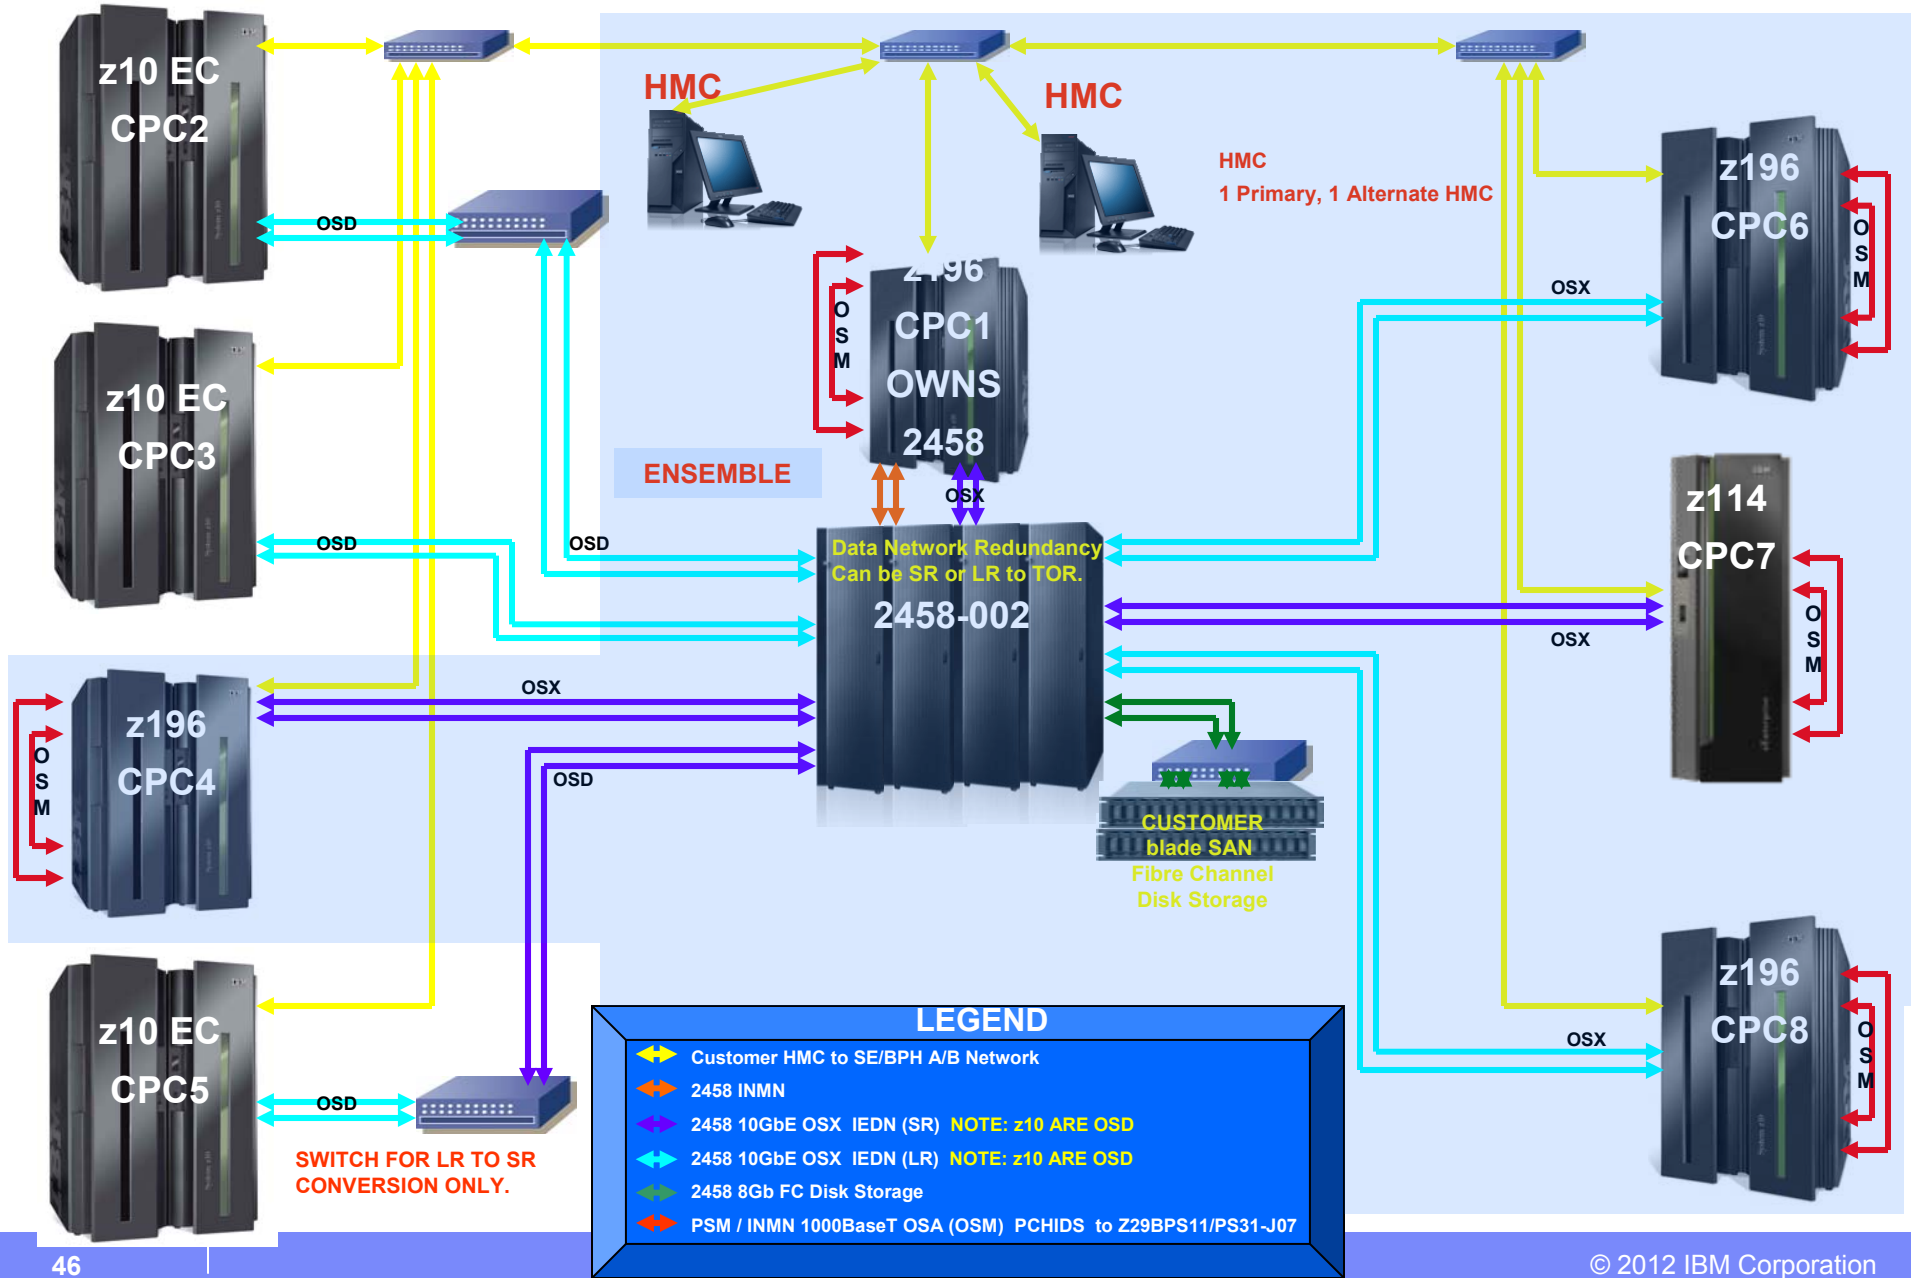 z10 EC
CPC2
HMC
HMC
HMC
1 Primary, 1 Alternate HMC
z196
CPC6
O
S
M
OSD
OSX
z196
CPC1
OWNS
2458
O
S
M
z10 EC
CPC3
ENSEMBLE
OSX
z114
CPC7
O
S
M
OSD
OSD
Data Network Redundancy
Can be SR or LR to TOR.
2458-002
OSX
OSX
z196
CPC4
O
S
M
OSD
CUSTOMER
blade SAN
Fibre Channel
Disk Storage
z10 EC
CPC5
OSD
SWITCH FOR LR TO SR
CONVERSION ONLY.
z196
CPC8
O
S
M
OSX
LEGEND
Customer HMC to SE/BPH A/B Network
2458 INMN
2458 10GbE OSX IEDN (SR) NOTE: z10 ARE OSD
2458 10GbE OSX IEDN (LR) NOTE: z10 ARE OSD
2458 8Gb FC Disk Storage
PSM / INMN 1000BaseT OSA (OSM) PCHIDS to Z29BPS11/PS31-J07
46
© 2012 IBM Corporation